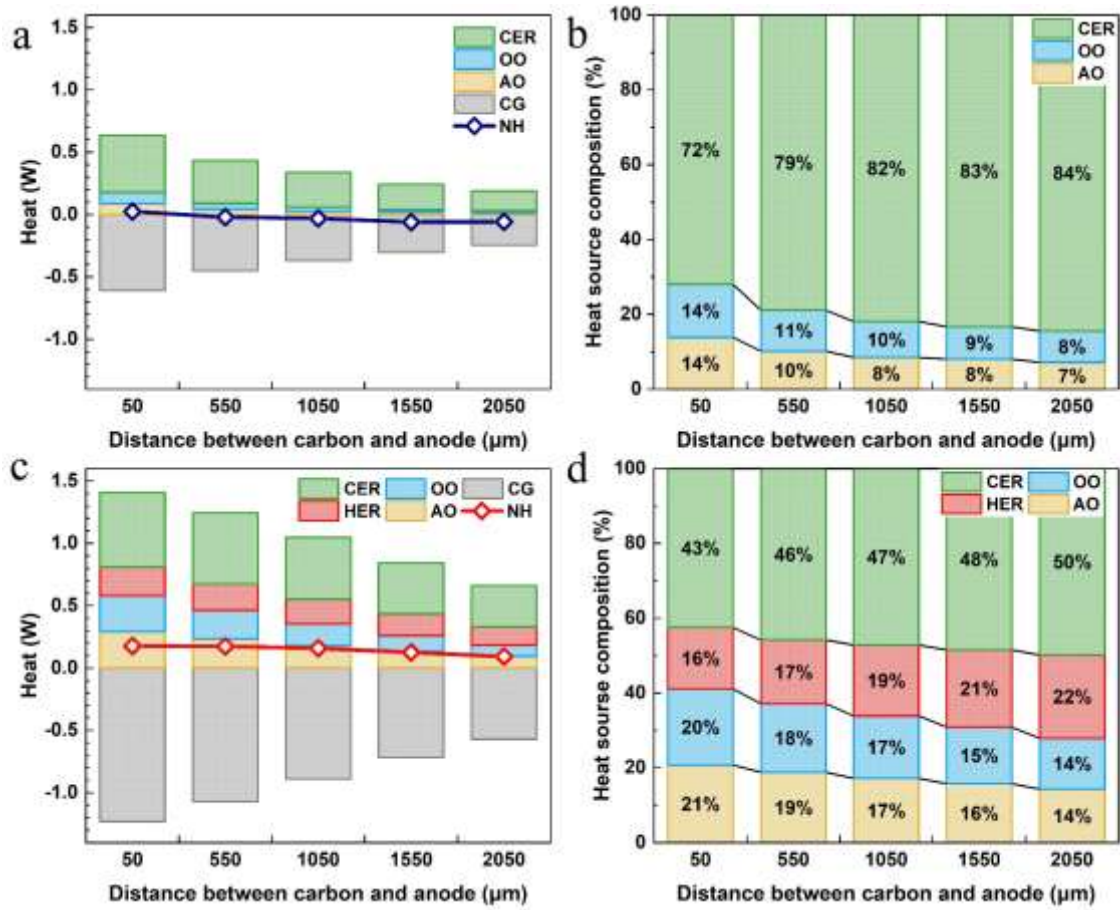 a
1.5
1.0
0.5
0.0
-0.5
-1.0
Heat (W)
CER
OO
AO
CG
NH
50 550 1050 1550 2050
Distance between carbon and anode (µm)
b
100
80
60
40
20
0
Heat source composition (%)
CER
OO
AO
72% 79% 82% 83% 84%
14% 11% 10% 9% 8%
14% 10% 8% 8% 7%
50 550 1050 1550 2050
Distance between carbon and anode (µm)
c
1.5
1.0
0.5
0.0
-0.5
-1.0
Heat (W)
CER OO CG
HER AO NH
50 550 1050 1550 2050
Distance between carbon and anode (µm)
d
100
80
60
40
20
0
Heat sourse composition (%)
CER OO
HER AO
43% 46% 47% 48% 50%
16% 17% 19% 21% 22%
20% 18% 17% 15% 14%
21% 19% 17% 16% 14%
50 550 1050 1550 2050
Distance between carbon and anode (µm)